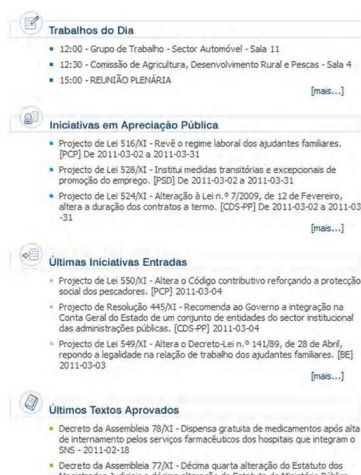 Trabalhos do Dia
12:00 - Grupo de Trabalho - Sector Automóvel - Sala 11
12:30 - Comissão de Agricultura, Desenvolvimento Rural e Pescas - Sala 4
15:00 - REUNIÃO PLENÁRIA
[mais...]
Iniciativas em Apreciação Pública
Projecto de Lei 516/XI - Revê o regime laboral dos ajudantes familiares.
[PCP] De 2011-03-02 a 2011-03-31
Projecto de Lei 528/XI - Institui medidas transitórias e excepcionais de
promoção do emprego. [PSD] De 2011-03-02 a 2011-03-31
Projecto de Lei 524/XI - Alteração à Lei n.º 7/2009, de 12 de Fevereiro,
altera a duração dos contratos a termo. [CDS-PP] De 2011-03-02 a 2011-03
-31
[mais...]
Últimas Iniciativas Entradas
Projecto de Lei 550/XI - Altera o Código contributivo reforçando a protecção
social dos pescadores. [PCP] 2011-03-04
Projecto de Resolução 445/XI - Recomenda ao Governo a integração na
Conta Geral do Estado de um conjunto de entidades do sector institucional
das administrações públicas. [CDS-PP] 2011-03-04
Projecto de Lei 549/XI - Altera o Decreto-Lei n.º 141/89, de 28 de Abril,
repondo a legalidade na relação de trabalho dos ajudantes familiares. [BE]
2011-03-03
[mais...]
Últimos Textos Aprovados
Decreto da Assembleia 78/XI - Dispensa gratuita de medicamentos após alta
de internamento pelos serviços farmacêuticos dos hospitais que integram o
SNS - 2011-02-18
Decreto da Assembleia 77/XI - Décima quarta alteração do Estatuto dos